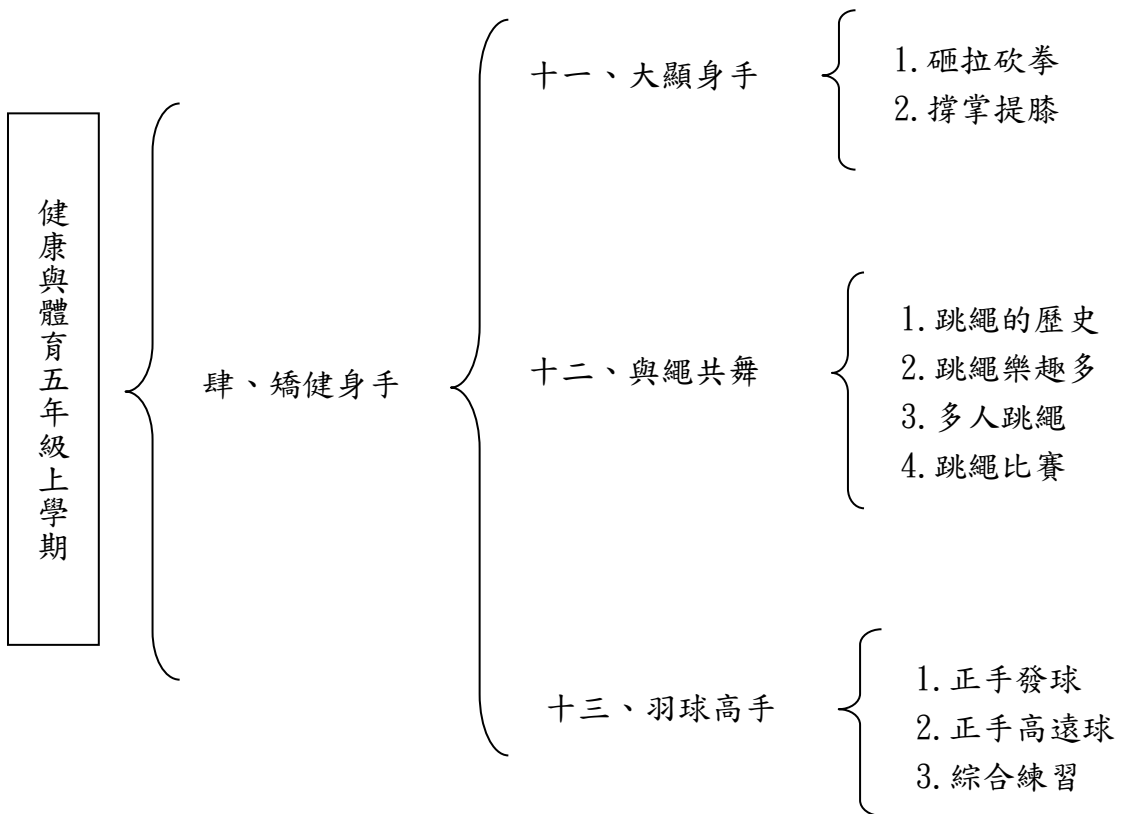 健康與體育五年級上學期
肆、矯健身手
十一、大顯身手
1.砸拉砍拳
2.撐掌提膝
十二、與繩共舞
1.跳繩的歷史
2.跳繩樂趣多
3.多人跳繩
4.跳繩比賽
十三、羽球高手
1.正手發球
2.正手高遠球
3.綜合練習